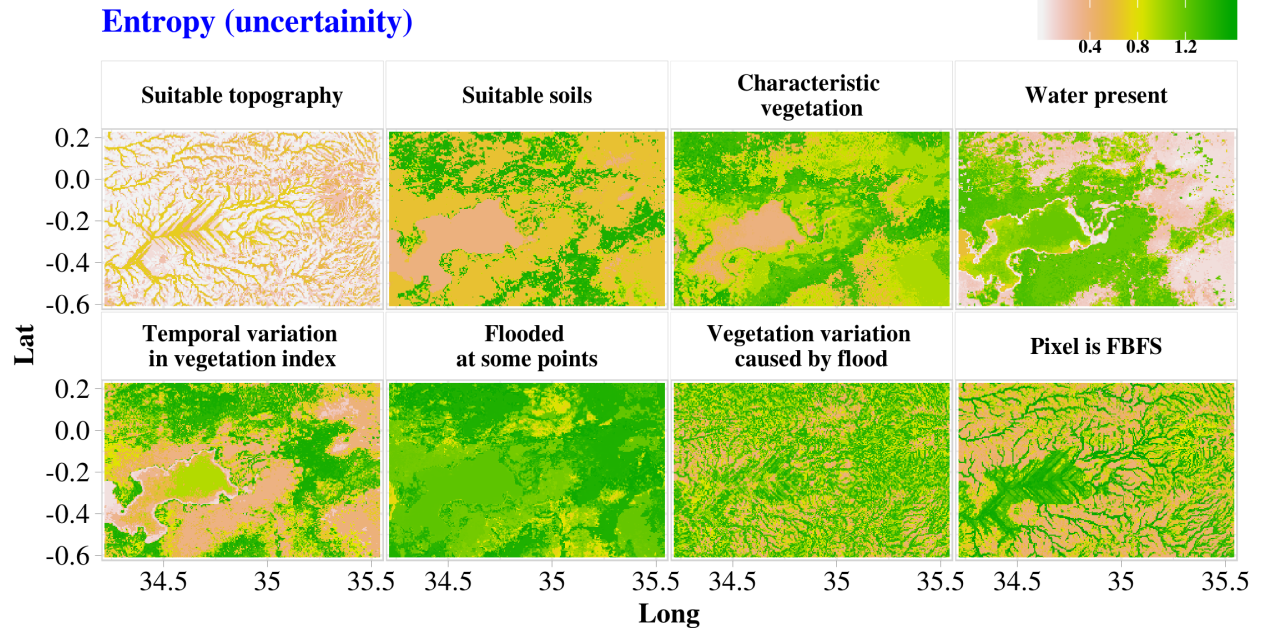 Entropy (uncertainity)
0.4 0.8 1.2
Suitable topography
Suitable soils
Characteristic
vegetation
Water present
0.2
0.0
-0.2
-0.4
-0.6
Lat
Temporal variation
in vegetation index
Flooded
at some points
Vegetation variation
caused by flood
Pixel is FBFS
0.2
0.0
-0.2
-0.4
-0.6
34.5 35 35.5 34.5 35 35.5 34.5 35 35.5 34.5 35 35.5
Long